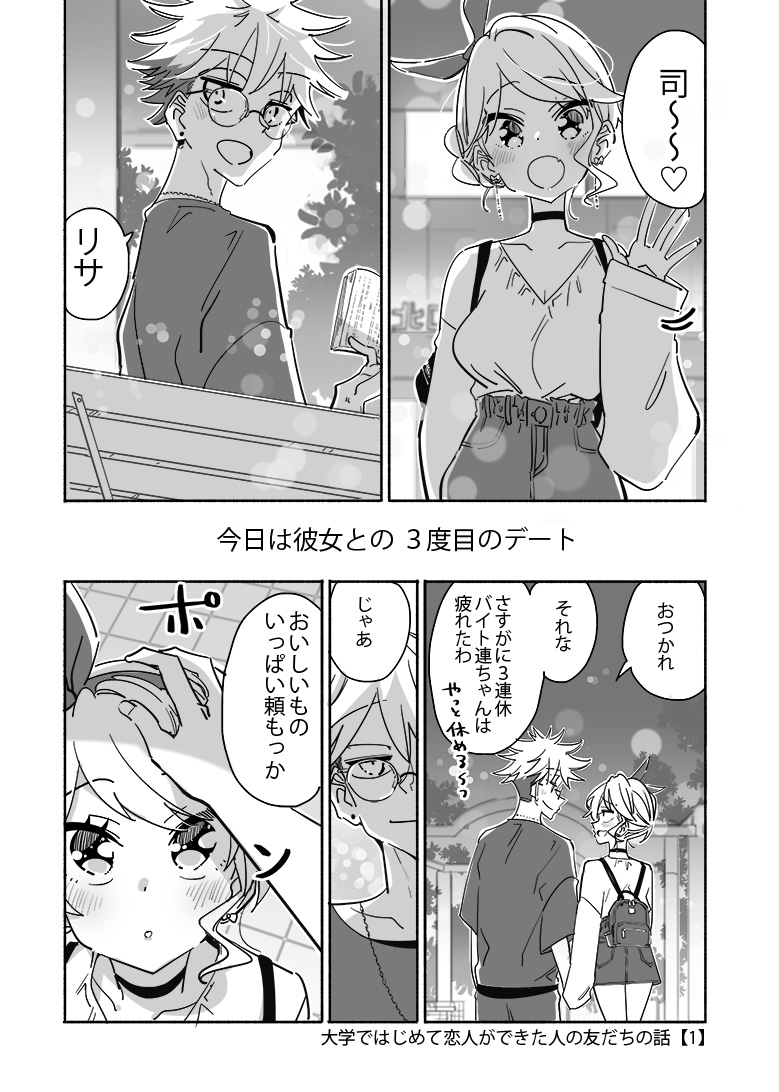 司～～♡
北口
リサ
今日は彼女との 3度目のデート
おつかれ
それな
さすがに3連休
バイト連ちゃんは
疲れたわ
やっと休める～っ
じゃあ
おいしいもの
いっぱい頼もっか
ポン
大学ではじめて恋人ができた人の友だちの話【1】